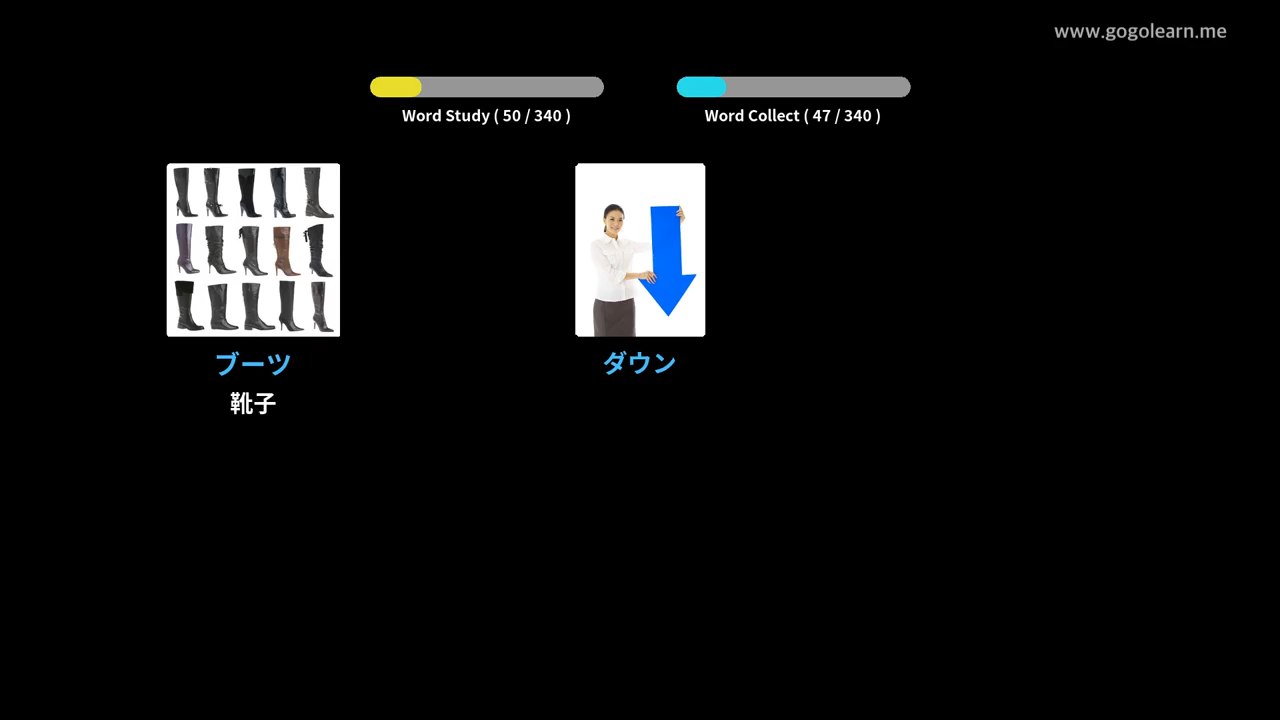 www.gogolearn.me
Word Study ( 50 / 340 )
Word Collect ( 47 / 340 )
ブーツ
靴子
ダウン